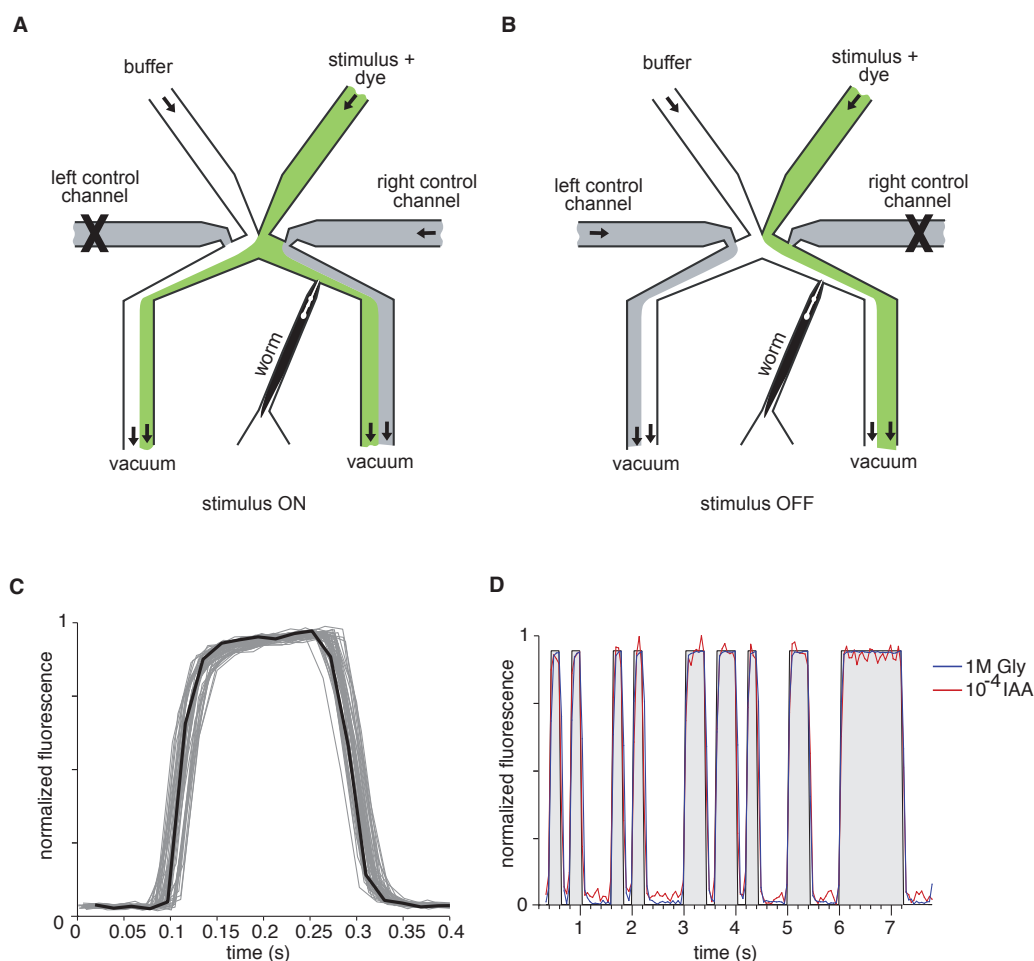 A
buffer
stimulus +
dye
left control
channel
right control
channel
worm
vacuum
vacuum
stimulus ON
B
buffer
stimulus +
dye
left control
channel
right control
channel
worm
vacuum
vacuum
stimulus OFF
C
1
normalized fluorescence
0
0 0.05 0.1 0.15 0.2 0.25 0.3 0.35 0.4
time (s)
D
1
normalized fluorescence
0
1 2 3 4 5 6 7
time (s)
1M Gly
10⁻⁴ IAA